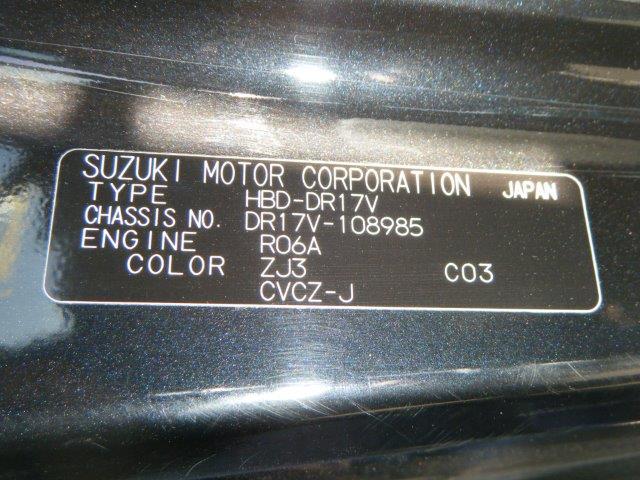 SUZUKI MOTOR CORPORATION JAPAN
TYPE HBD-DR17V
CHASSIS NO. DR17V-108985
ENGINE R06A
COLOR ZJ3 C03
CVCZ-J